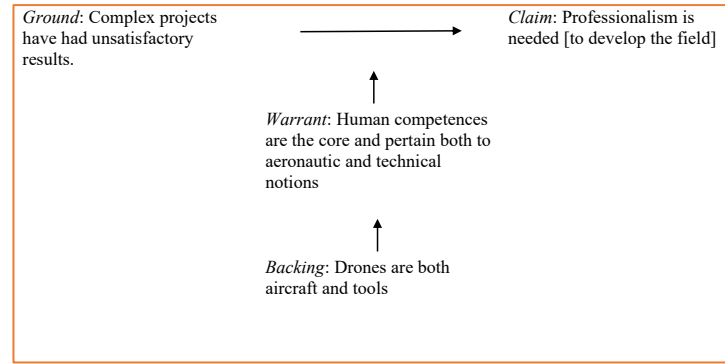 Ground: Complex projects
have had unsatisfactory
results.
Claim: Professionalism is
needed [to develop the field]
Warrant: Human competences
are the core and pertain both to
aeronautic and technical
notions
Backing: Drones are both
aircraft and tools